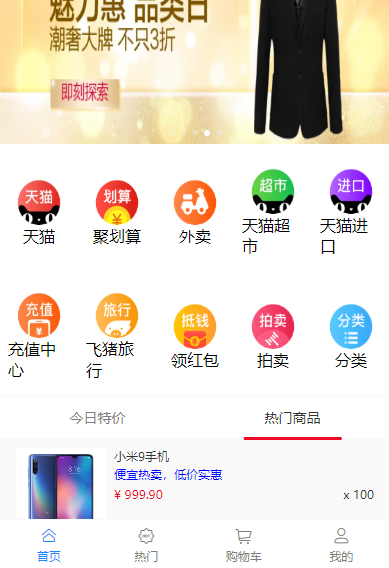 魅力惠 品类日
潮奢大牌 不只3折
即刻探索
天猫
划算
超市
进口
天猫
聚划算
外卖
天猫超
市
天猫进
口
充值
旅行
抵钱
拍卖
分类
充值中
心
飞猪旅
行
领红包
拍卖
分类
今日特价
热门商品
小米9手机
便宜热卖，低价实惠
¥ 999.90
x 100
首页
HOT
热门
购物车
我的